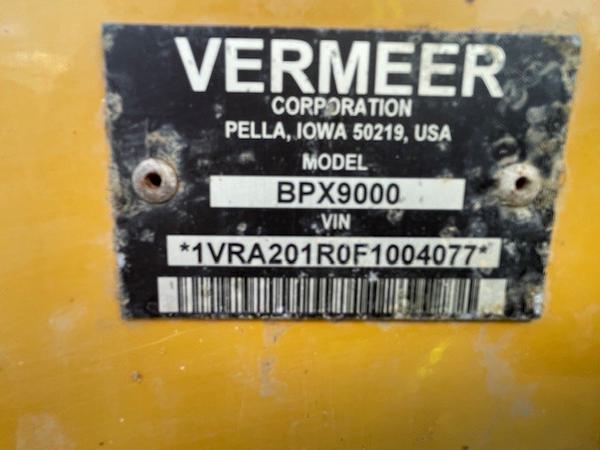 VERMEER
CORPORATION
PELLA, IOWA 50219, USA
MODEL
BPX9000
VIN
*1VRA201R0F1004077*